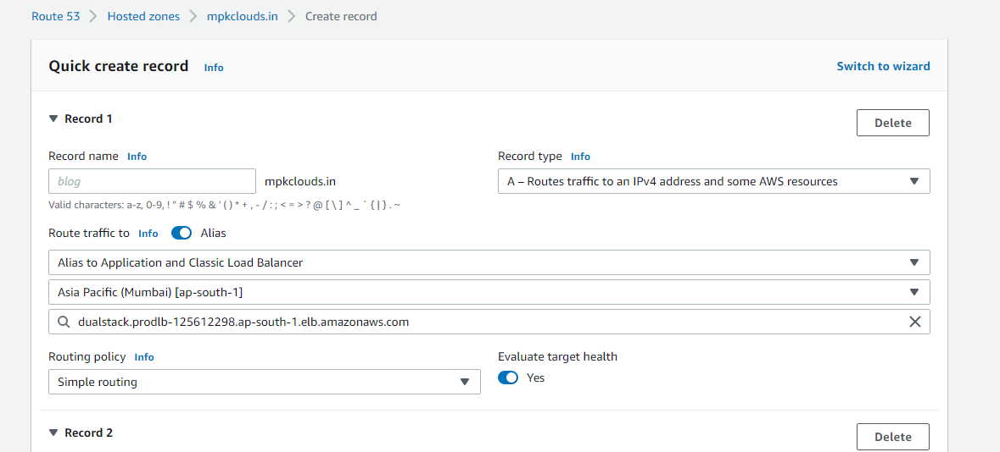 Route 53 > Hosted zones > mpkclouds.in > Create record
Quick create record Info Switch to wizard
Record 1 Delete
Record name Info Record type Info
blog mpkclouds.in A – Routes traffic to an IPv4 address and some AWS resources
Valid characters: a-z, 0-9, ! " # $ % & ' ( ) * + , - / : ; < = > ? @ [ \ ] ^ _ ` { | } . ~
Route traffic to Info Alias
Alias to Application and Classic Load Balancer
Asia Pacific (Mumbai) [ap-south-1]
dualstack.prodlb-125612298.ap-south-1.elb.amazonaws.com
Routing policy Info Evaluate target health
Simple routing Yes
Record 2 Delete